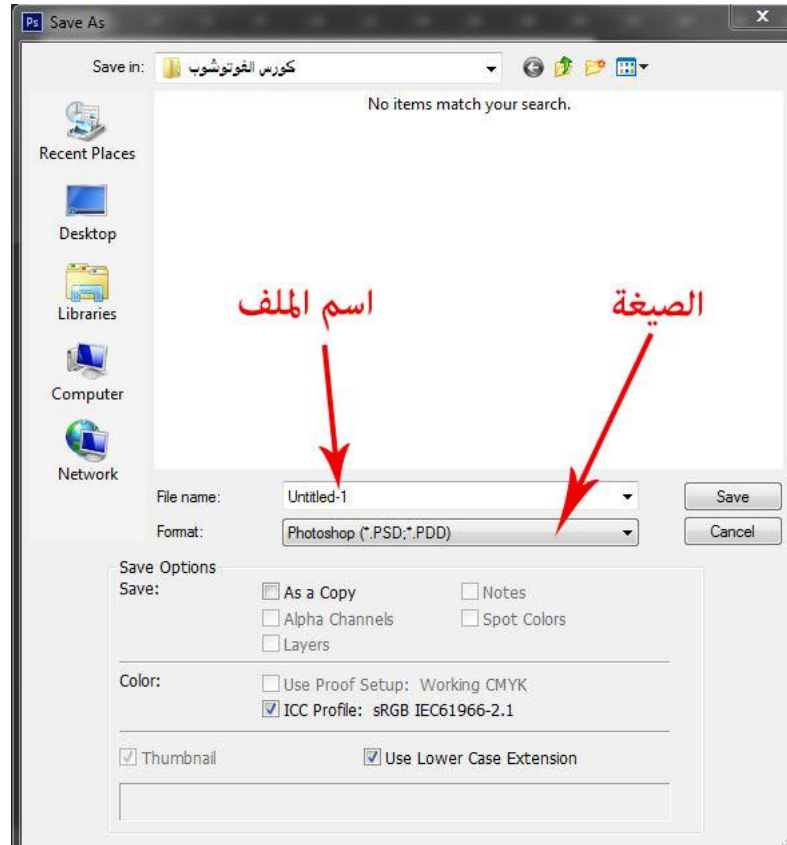 Ps Save As
Save in: كورس الفوتوشوب
No items match your search.
Recent Places
Desktop
Libraries
Computer
Network
اسم الملف
الصيغة
File name: Untitled-1 Save
Format: Photoshop (*.PSD;*.PDD) Cancel
Save Options
Save: As a Copy Notes
Alpha Channels Spot Colors
Layers
Color: Use Proof Setup: Working CMYK
ICC Profile: sRGB IEC61966-2.1
Thumbnail Use Lower Case Extension